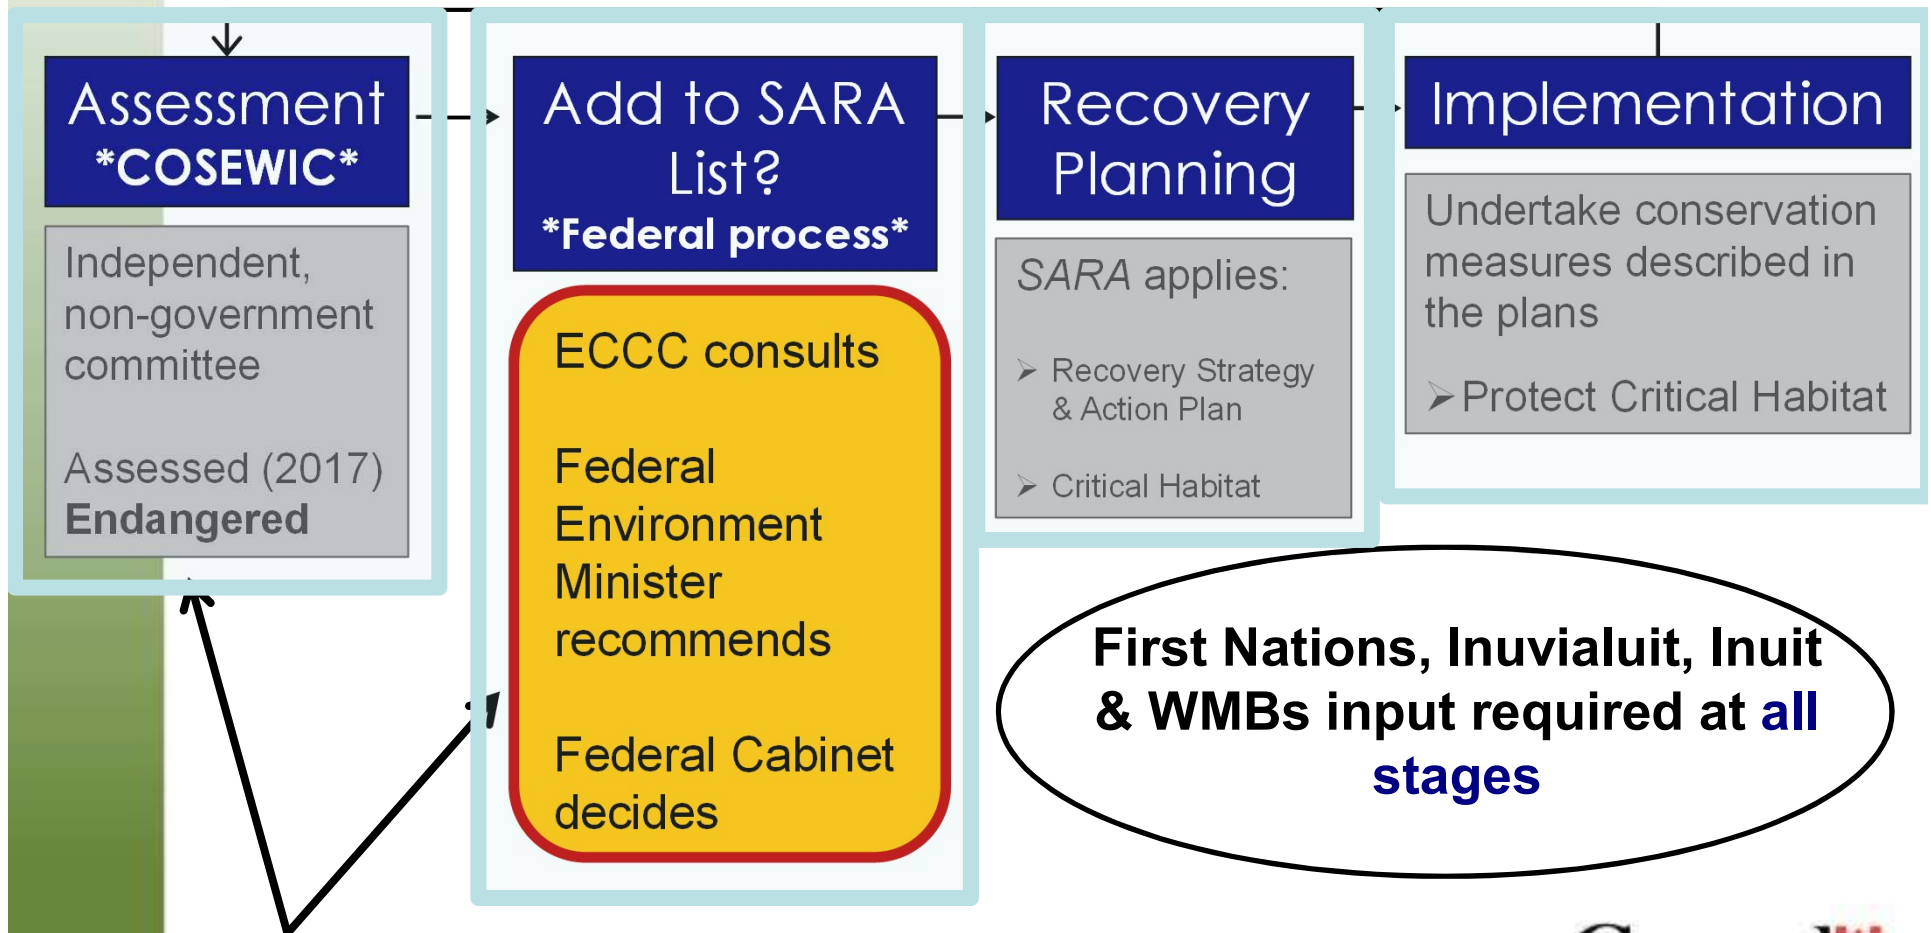 Assessment
*COSEWIC*
Independent,
non-government
committee
Assessed (2017)
Endangered
Add to SARA
List?
*Federal process*
ECCC consults
Federal
Environment
Minister
recommends
Federal Cabinet
decides
Recovery
Planning
SARA applies:
➢ Recovery Strategy
& Action Plan
➢ Critical Habitat
Implementation
Undertake conservation
measures described in
the plans
➢Protect Critical Habitat
First Nations, Inuvialuit, Inuit
& WMBs input required at all
stages